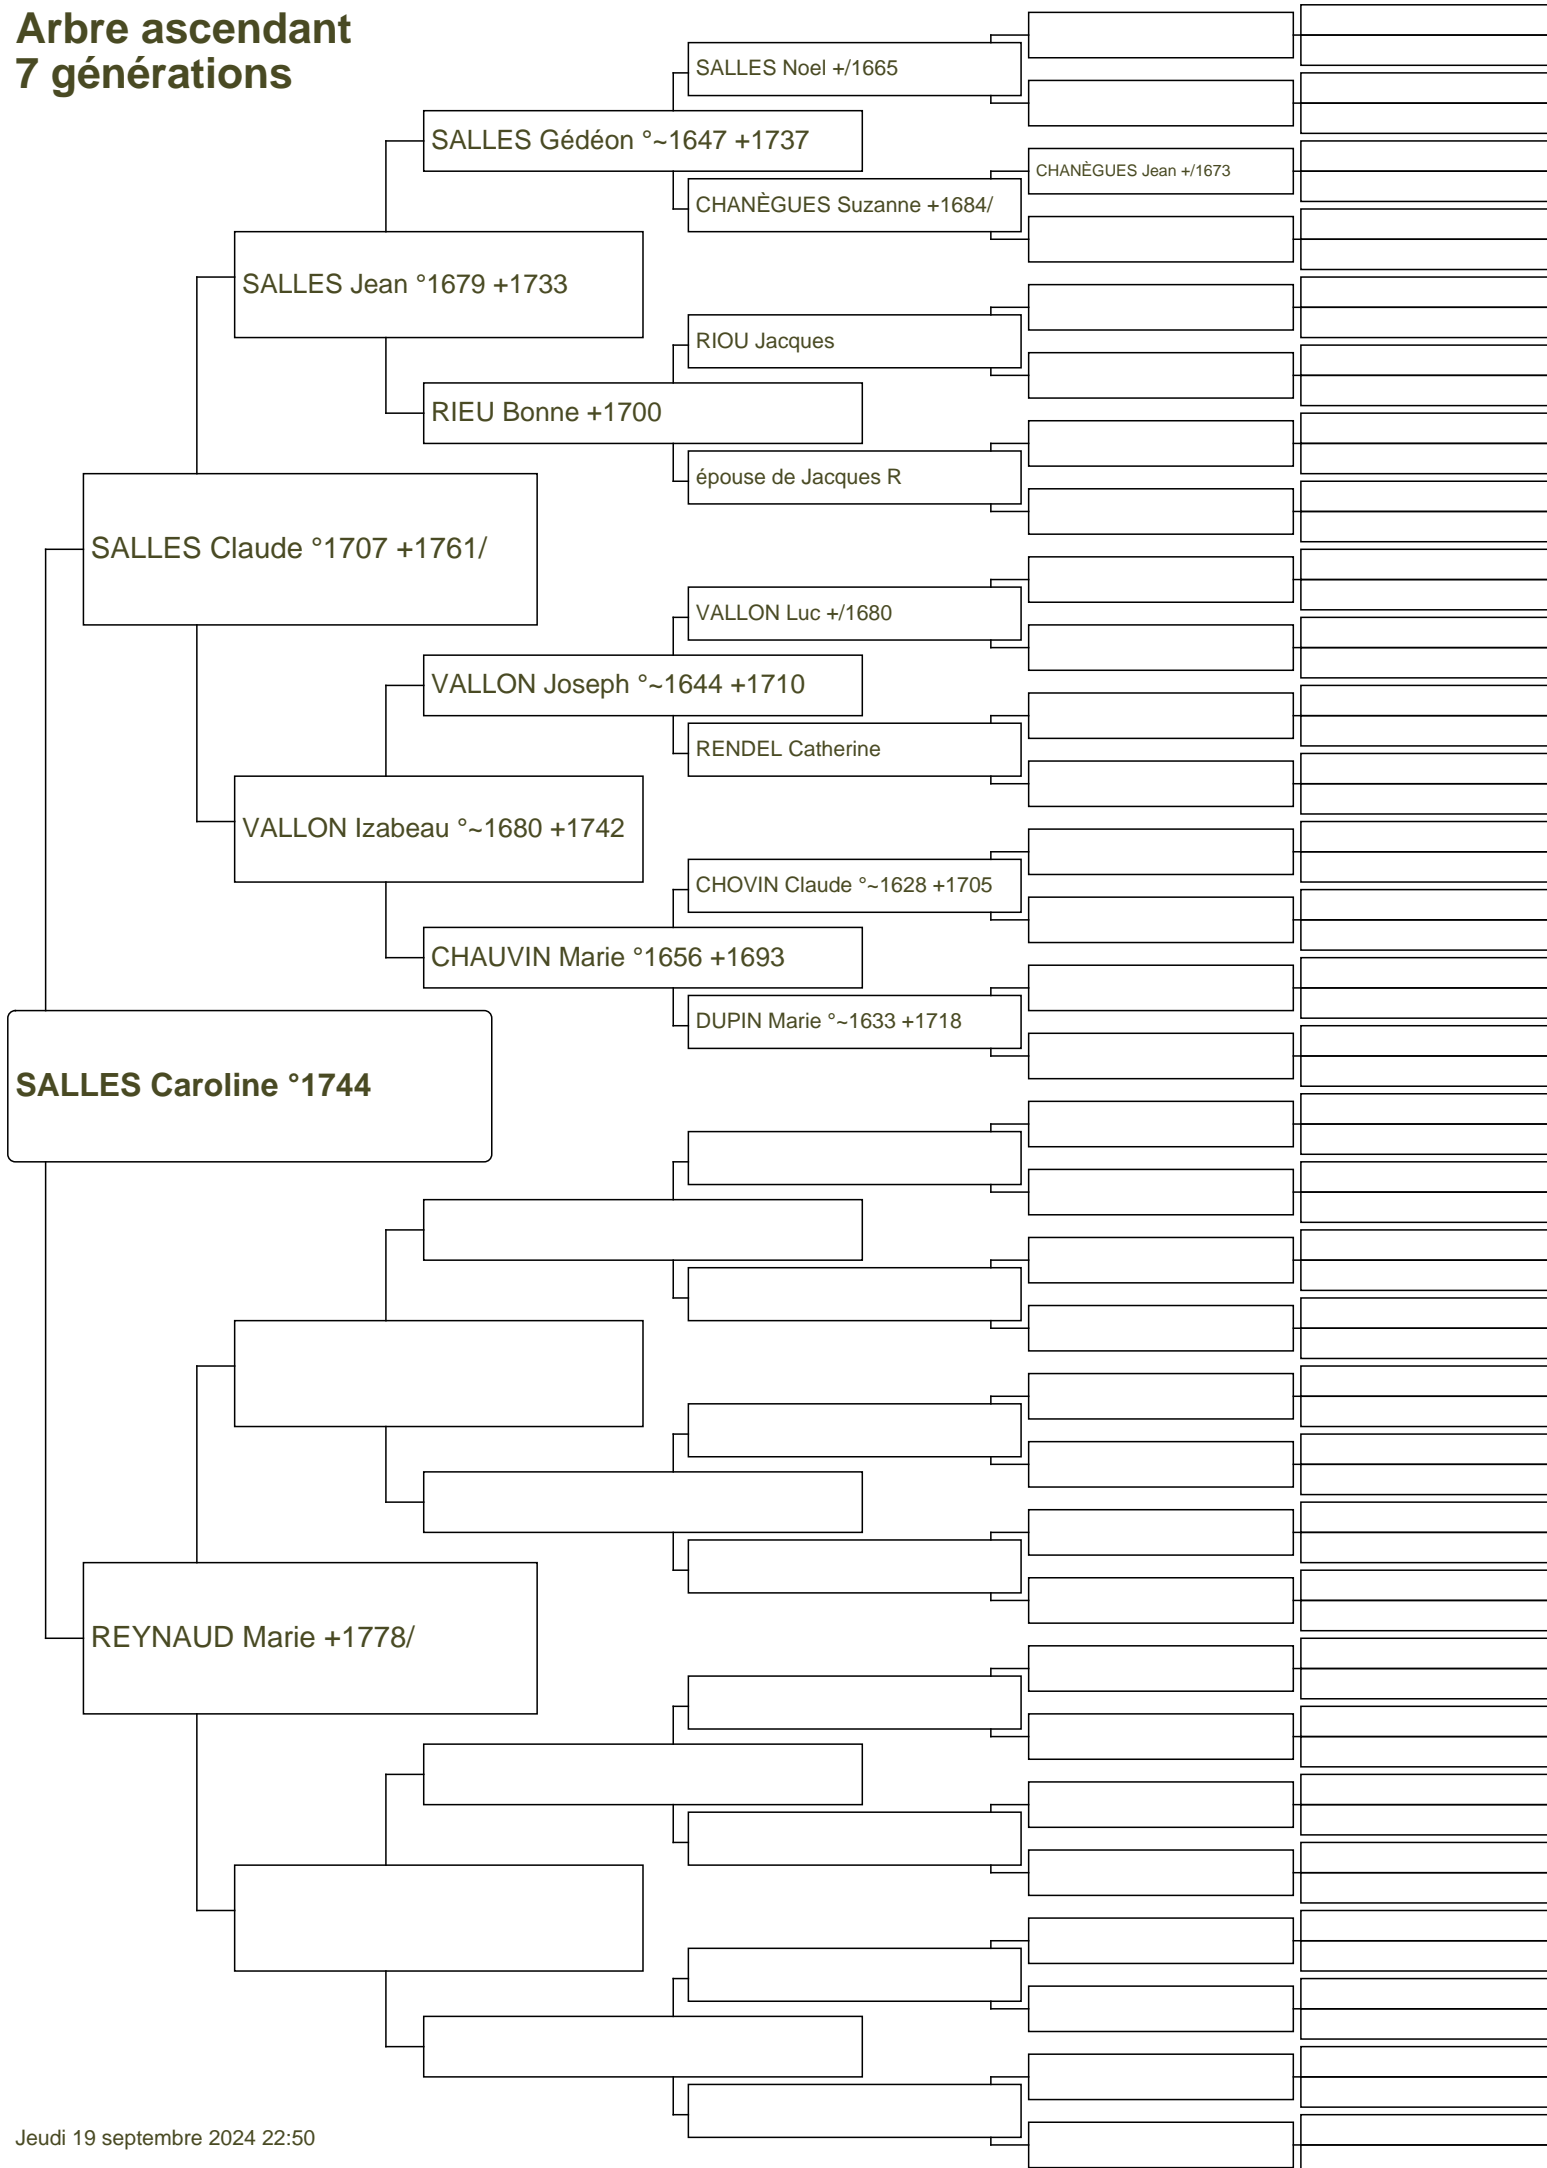 Arbre ascendant
7 générations
SALLES Noel +/1665
SALLES Gédéon °~1647 +1737
CHANÈGUES Jean +/1673
CHANÈGUES Suzanne +1684/
SALLES Jean °1679 +1733
RIOU Jacques
RIEU Bonne +1700
épouse de Jacques R
SALLES Claude °1707 +1761/
VALLON Luc +/1680
VALLON Joseph °~1644 +1710
RENDEL Catherine
VALLON Izabeau °~1680 +1742
CHOVIN Claude °~1628 +1705
CHAUVIN Marie °1656 +1693
DUPIN Marie °~1633 +1718
SALLES Caroline °1744
REYNAUD Marie +1778/
Jeudi 19 septembre 2024 22:50